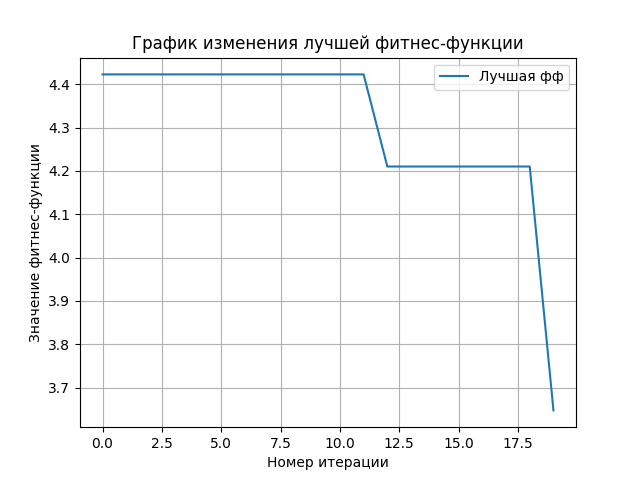 График изменения лучшей фитнес-функции
Лучшая фф
Значение фитнес-функции
4.4
4.3
4.2
4.1
4.0
3.9
3.8
3.7
0.0 2.5 5.0 7.5 10.0 12.5 15.0 17.5
Номер итерации